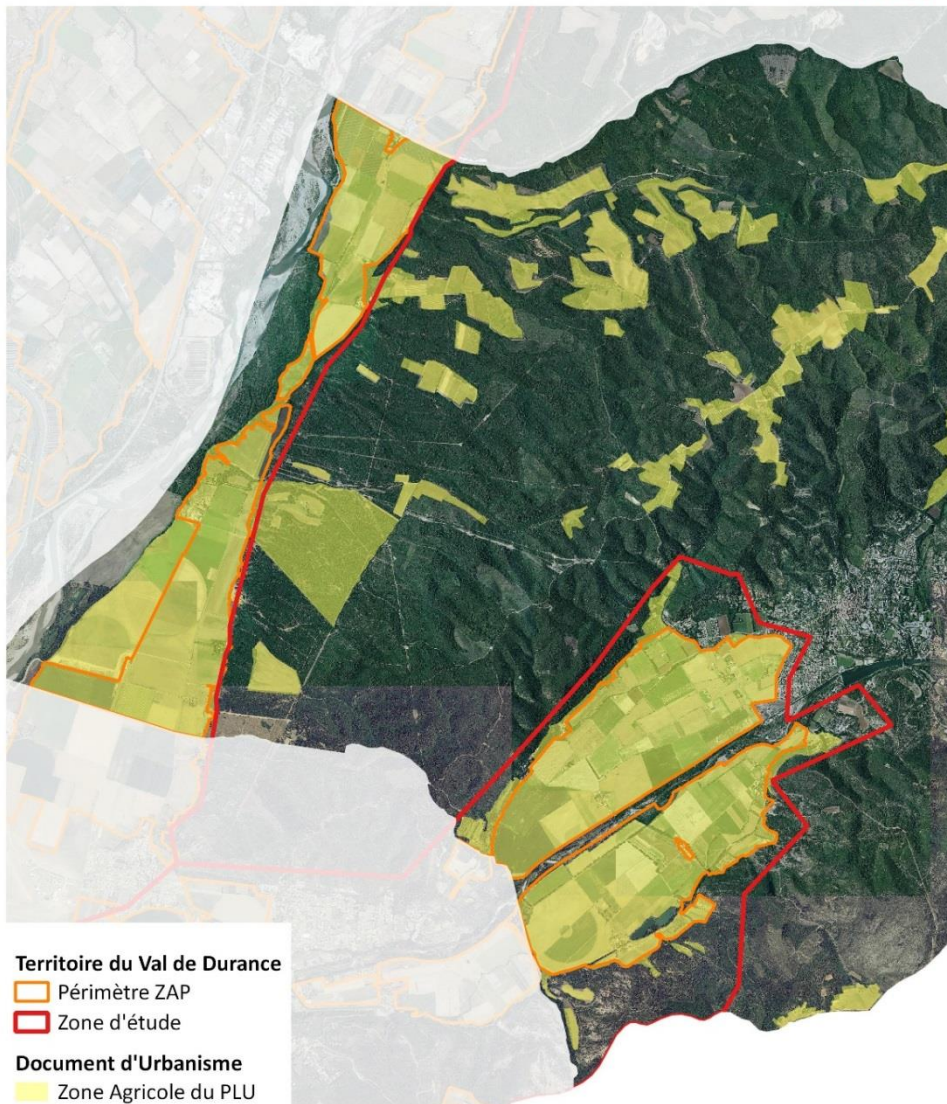 Territoire du Val de Durance
Périmètre ZAP
Zone d'étude
Document d'Urbanisme
Zone Agricole du PLU